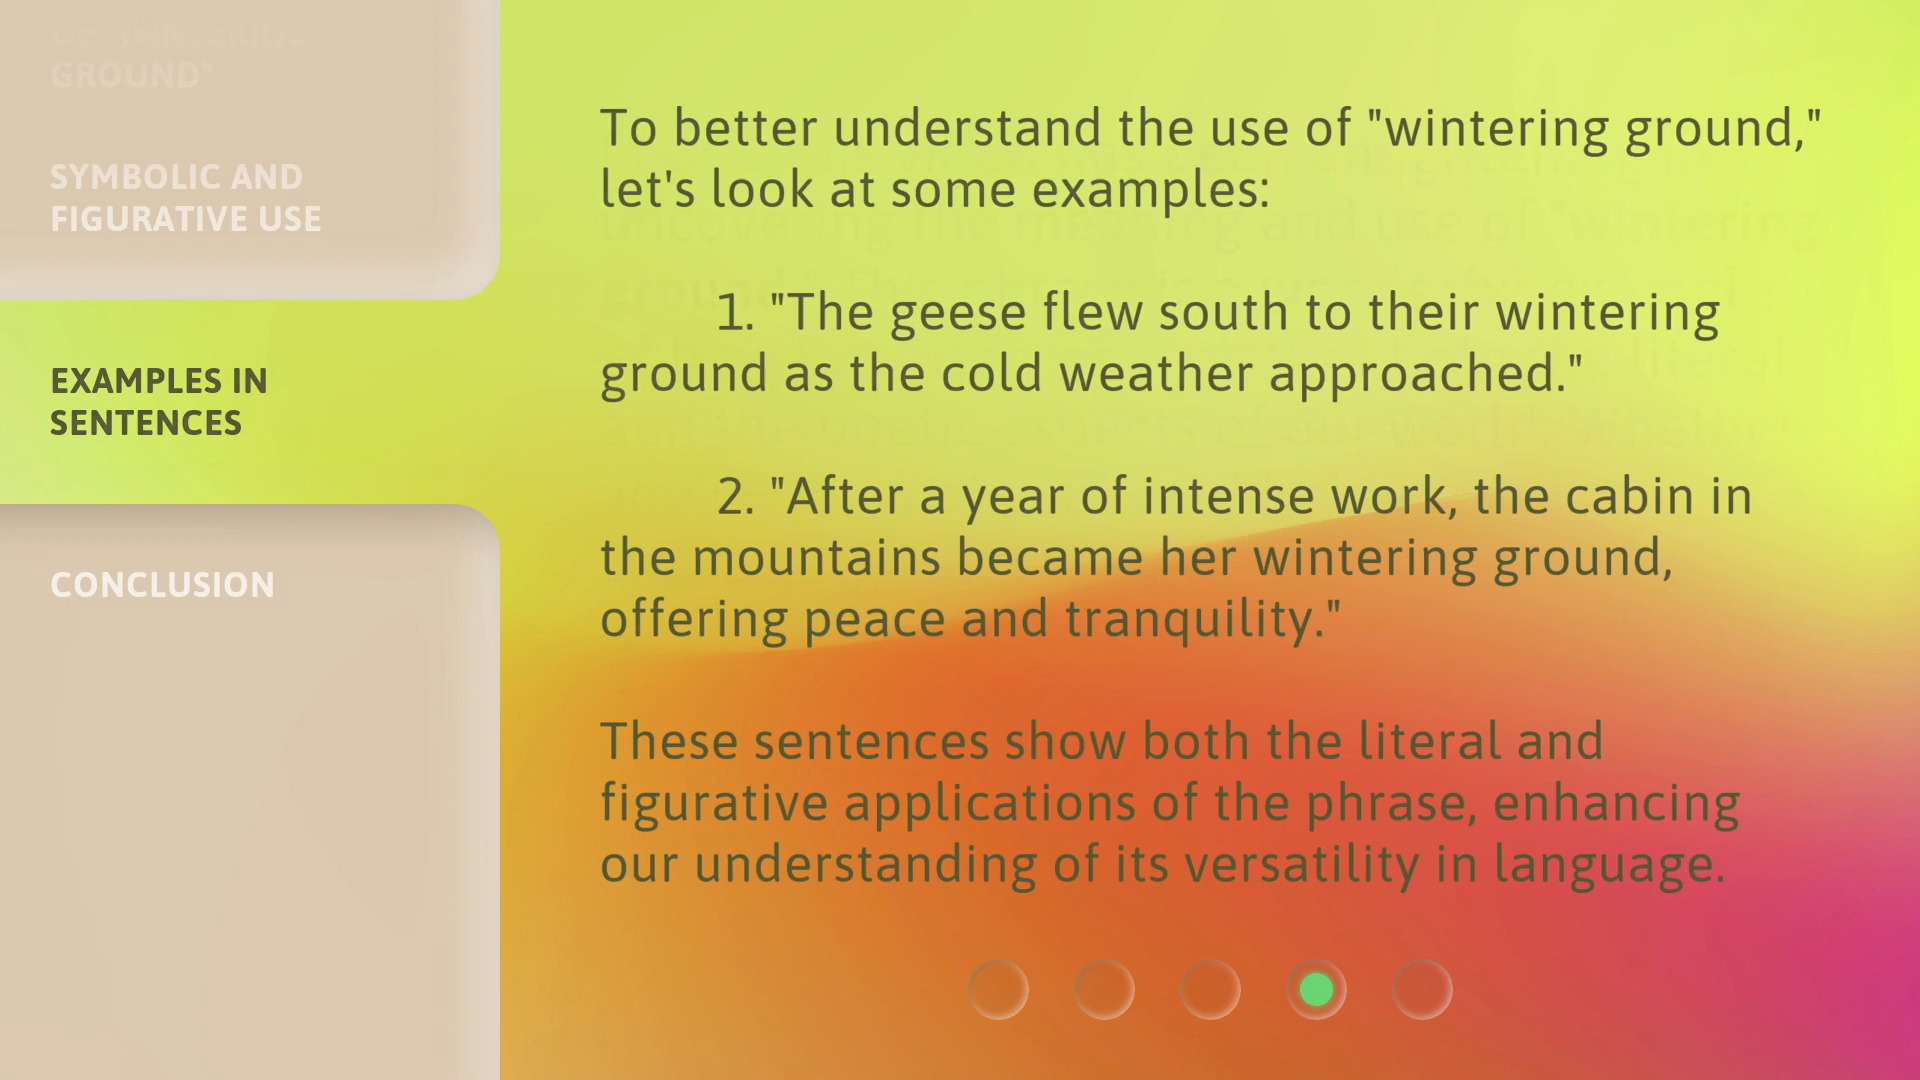 GROUND"
SYMBOLIC AND
FIGURATIVE USE
EXAMPLES IN
SENTENCES
CONCLUSION
To better understand the use of "wintering ground,"
let's look at some examples:
1. "The geese flew south to their wintering
ground as the cold weather approached."
2. "After a year of intense work, the cabin in
the mountains became her wintering ground,
offering peace and tranquility."
These sentences show both the literal and
figurative applications of the phrase, enhancing
our understanding of its versatility in language.